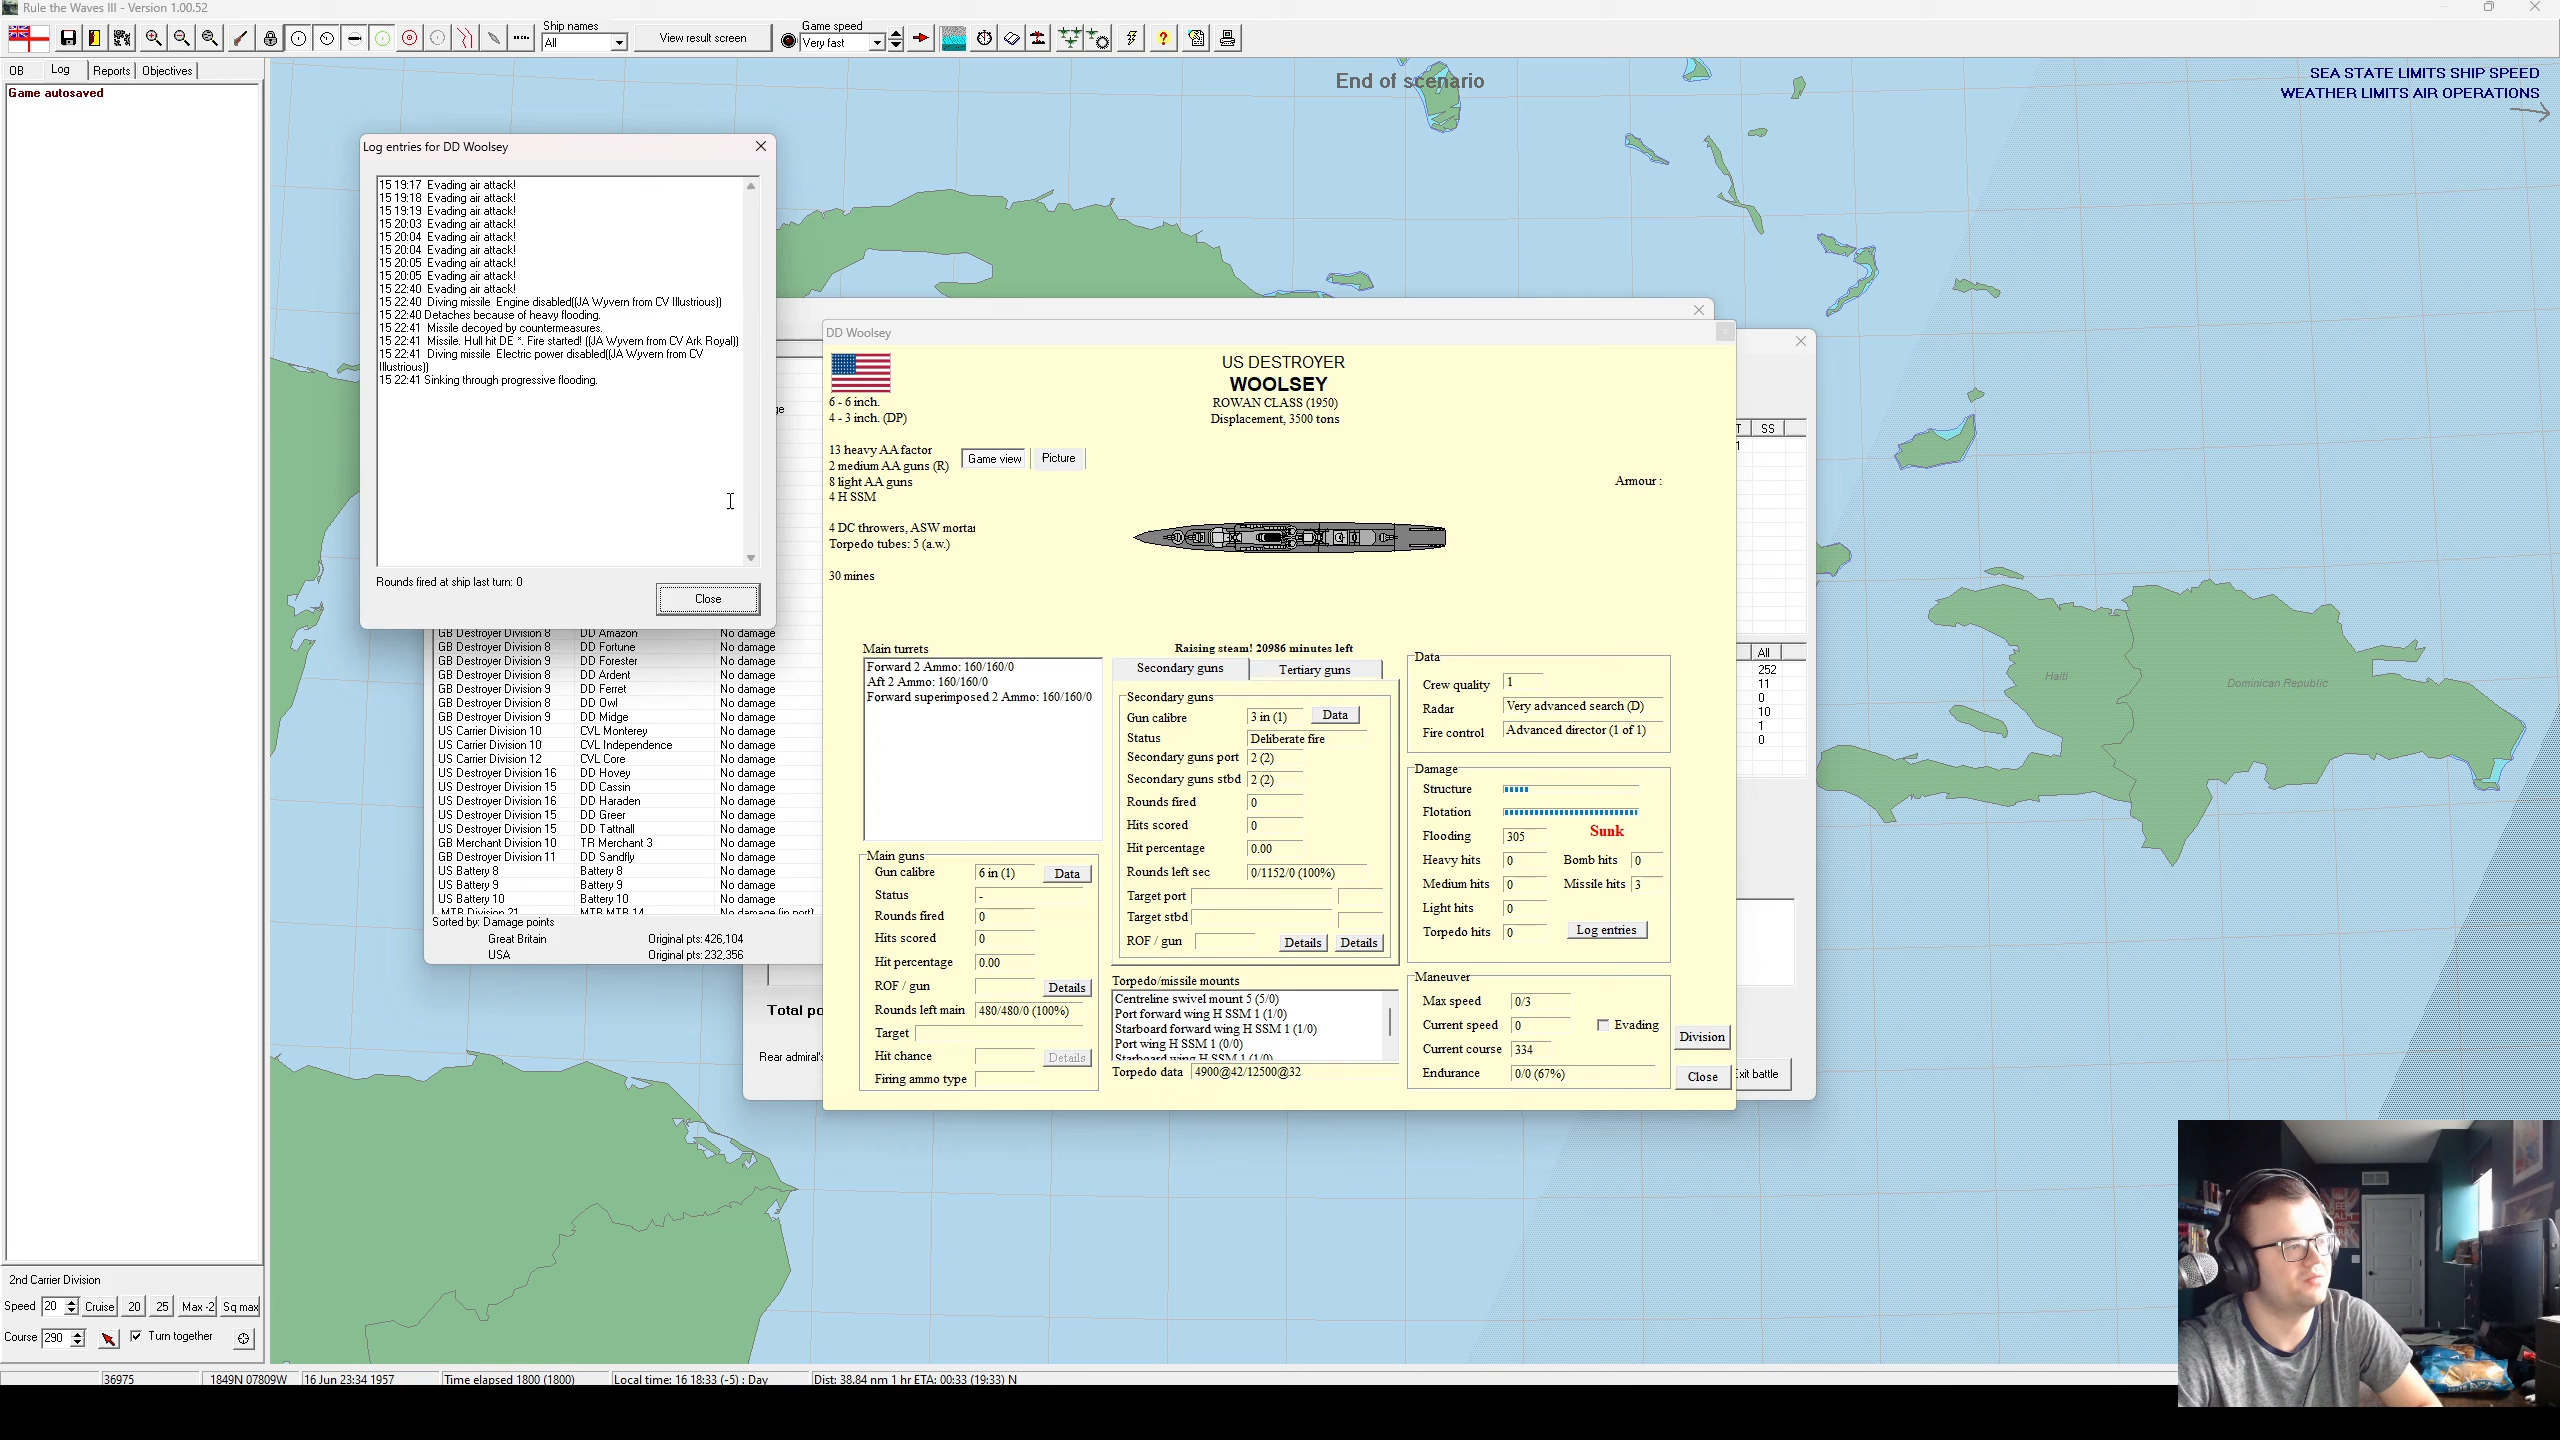 Rule the Waves III - Version 1.00.52
Ship names
All
View result screen
Game speed
Very fast
OB
Log
Reports
Objectives
Game autosaved
End of scenario
SEA STATE LIMITS SHIP SPEED
WEATHER LIMITS AIR OPERATIONS
Log entries for DD Woolsey
15 19:17 Evading air attack!
15 19:18 Evading air attack!
15 19:19 Evading air attack!
15 20:03 Evading air attack!
15 20:04 Evading air attack!
15 20:04 Evading air attack!
15 20:05 Evading air attack!
15 20:05 Evading air attack!
15 22:40 Evading air attack!
15 22:40 Diving missile Engine disabled((JA Wyvern from CV Illustrious))
15 22:40 Detaches because of heavy flooding.
15 22:41 Missile decoyed by countermeasures.
15 22:41 Missile. Hull hit DE *. Fire started! ((JA Wyvern from CV Ark Royal))
15 22:41 Diving missile Electric power disabled((JA Wyvern from CV
Illustrious))
15 22:41 Sinking through progressive flooding.
Rounds fired at ship last turn: 0
Close
GB Destroyer Division 8 DD Amazon No damage
GB Destroyer Division 8 DD Fortune No damage
GB Destroyer Division 9 DD Forester No damage
GB Destroyer Division 8 DD Ardent No damage
GB Destroyer Division 9 DD Ferret No damage
GB Destroyer Division 8 DD Owl No damage
GB Destroyer Division 9 DD Midge No damage
US Carrier Division 10 CVL Monterey No damage
US Carrier Division 10 CVL Independence No damage
US Carrier Division 12 CVL Core No damage
US Destroyer Division 16 DD Hovey No damage
US Destroyer Division 15 DD Cassin No damage
US Destroyer Division 16 DD Haraden No damage
US Destroyer Division 15 DD Greer No damage
US Destroyer Division 15 DD Tattnall No damage
GB Merchant Division 10 TR Merchant 3 No damage
GB Destroyer Division 11 DD Sandfly No damage
US Battery 8 Battery 8 No damage
US Battery 9 Battery 9 No damage
US Battery 10 Battery 10 No damage
MTB Division 21 MTB MTB 14 No damage (in port)
Sorted by: Damage points
Great Britain Original pts: 426,104
USA Original pts: 232,356
Total po
Rear admiral's
DD Woolsey
US DESTROYER
WOOLSEY
ROWAN CLASS (1950)
Displacement, 3500 tons
6 - 6 inch.
4 - 3 inch. (DP)
13 heavy AA factor
2 medium AA guns (R)
8 light AA guns
4 H SSM
Game view
Picture
Armour :
4 DC throwers, ASW mortar
Torpedo tubes: 5 (a.w.)
30 mines
Main turrets
Forward 2 Ammo: 160/160/0
Aft 2 Ammo: 160/160/0
Forward superimposed 2 Ammo: 160/160/0
Main guns
Gun calibre 6 in (1) Data
Status -
Rounds fired 0
Hits scored 0
Hit percentage 0.00
ROF / gun Details
Rounds left main 480/480/0 (100%)
Target
Hit chance Details
Firing ammo type
Raising steam! 20986 minutes left
Secondary guns
Tertiary guns
Secondary guns
Gun calibre 3 in (1) Data
Status Deliberate fire
Secondary guns port 2 (2)
Secondary guns stbd 2 (2)
Rounds fired 0
Hits scored 0
Hit percentage 0.00
Rounds left sec 0/1152/0 (100%)
Target port
Target stbd
ROF / gun Details Details
Torpedo/missile mounts
Centreline swivel mount 5 (5/0)
Port forward wing H SSM 1 (1/0)
Starboard forward wing H SSM 1 (1/0)
Port wing H SSM 1 (0/0)
Starboard wing H SSM 1 (1/0)
Torpedo data 4900@42/12500@32
Data
Crew quality 1
Radar Very advanced search (D)
Fire control Advanced director (1 of 1)
Damage
Structure
Flotation
Flooding 305 Sunk
Heavy hits 0 Bomb hits 0
Medium hits 0 Missile hits 3
Light hits 0
Torpedo hits 0 Log entries
Maneuver
Max speed 0/3
Current speed 0 Evading
Current course 334
Endurance 0/0 (67%)
Division
Close
T SS
1
All
252
11
0
10
1
0
xit battle
Haiti
Dominican Republic
2nd Carrier Division
Speed 20 Cruise 20 25 Max -2 Sq max
Course 290 Turn together
36975
1849N 07809W
16 Jun 23:34 1957
Time elapsed 1800 (1800)
Local time: 16 18:33 (-5) : Day
Dist: 38.84 nm 1 hr ETA: 00:33 (19:33) N